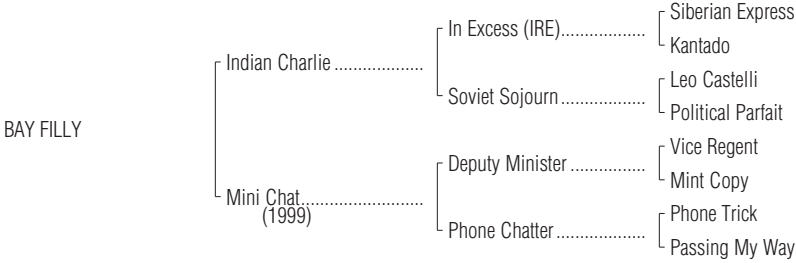 Siberian Express
In Excess (IRE)...................
Kantado
Indian Charlie ...................
Leo Castelli
Soviet Sojourn..................
Political Parfait
BAY FILLY
Vice Regent
Deputy Minister ................
Mint Copy
Mini Chat..........................
(1999)
Phone Trick
Phone Chatter...................
Passing My Way